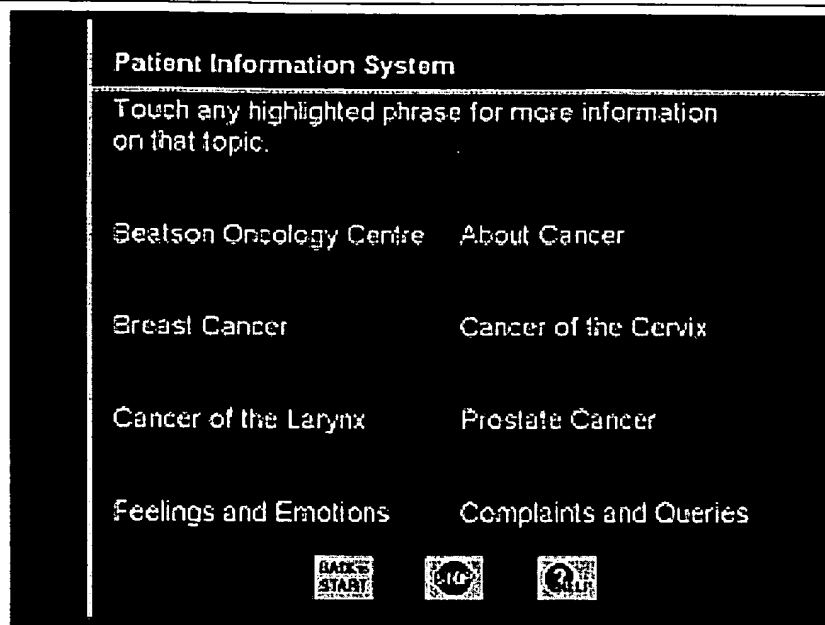 Patient Information System
Touch any highlighted phrase for more information
on that topic.
Beatson Oncology Centre About Cancer
Breast Cancer Cancer of the Cervix
Cancer of the Larynx Prostate Cancer
Feelings and Emotions Complaints and Queries
BACK TO
START
HELP